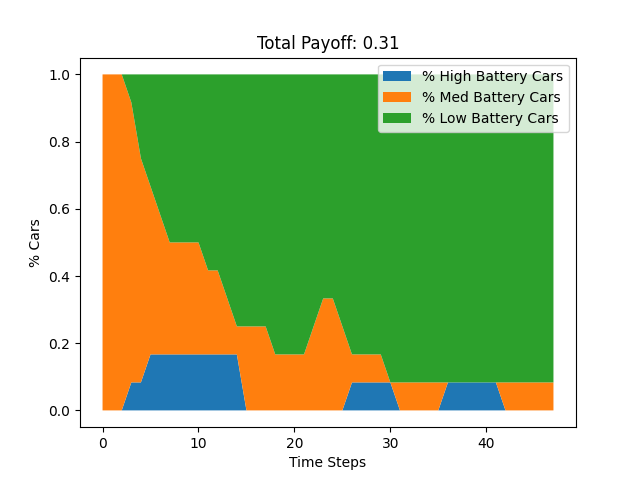 Total Payoff: 0.31
% High Battery Cars
% Med Battery Cars
% Low Battery Cars
1.0
0.8
0.6
0.4
0.2
0.0
% Cars
0 10 20 30 40
Time Steps